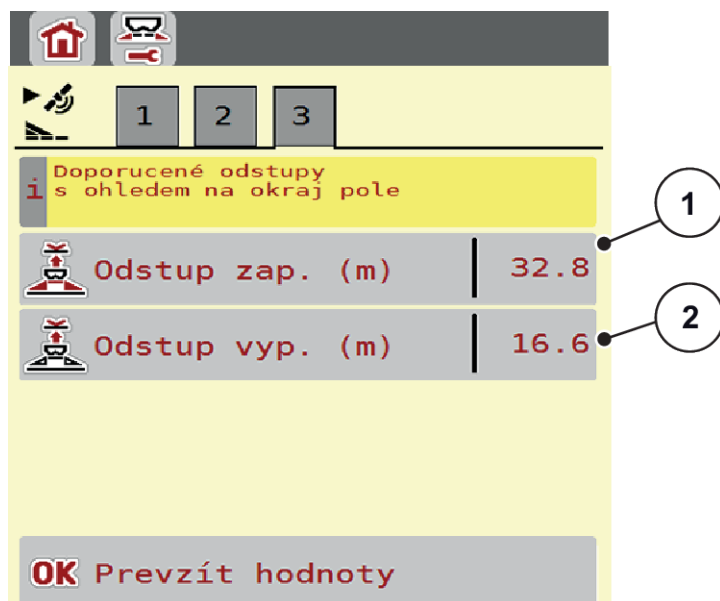 1 2 3
i Doporucené odstupy
s ohledem na okraj pole
Odstup zap. (m) 32.8
1
Odstup vyp. (m) 16.6
2
OK Prevzít hodnoty